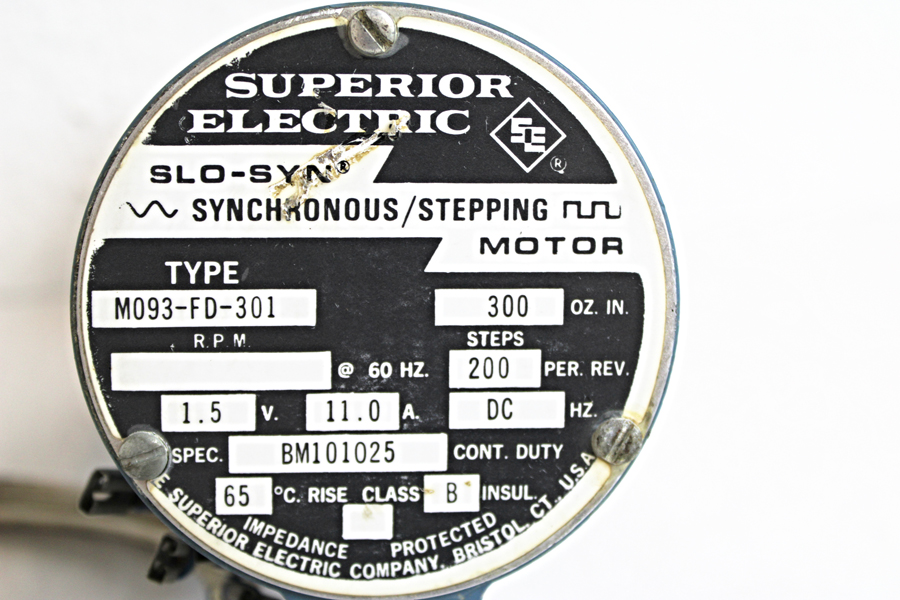 SUPERIOR
ELECTRIC
SLE
®
SLO-SYN®
SYNCHRONOUS/STEPPING
MOTOR
TYPE
M093-FD-301
300 OZ. IN.
R.P.M.
STEPS
@ 60 HZ.
200 PER. REV.
1.5 V. 11.0 A. DC HZ.
SPEC. BM101025 CONT. DUTY
65 °C. RISE CLASS B INSUL.
IMPEDANCE PROTECTED
SUPERIOR ELECTRIC COMPANY. BRISTOL. CT., U.S.A.